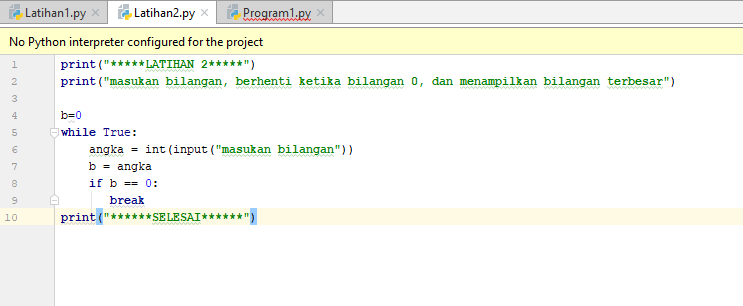 Latihan1.py × Latihan2.py × Program1.py ×
No Python interpreter configured for the project
1 print("*****LATIHAN 2*****")
2 print("masukan bilangan, berhenti ketika bilangan 0, dan menampilkan bilangan terbesar")
3
4 b=0
5 while True:
6 angka = int(input("masukan bilangan"))
7 b = angka
8 if b == 0:
9 break
10 print("******SELESAI******")